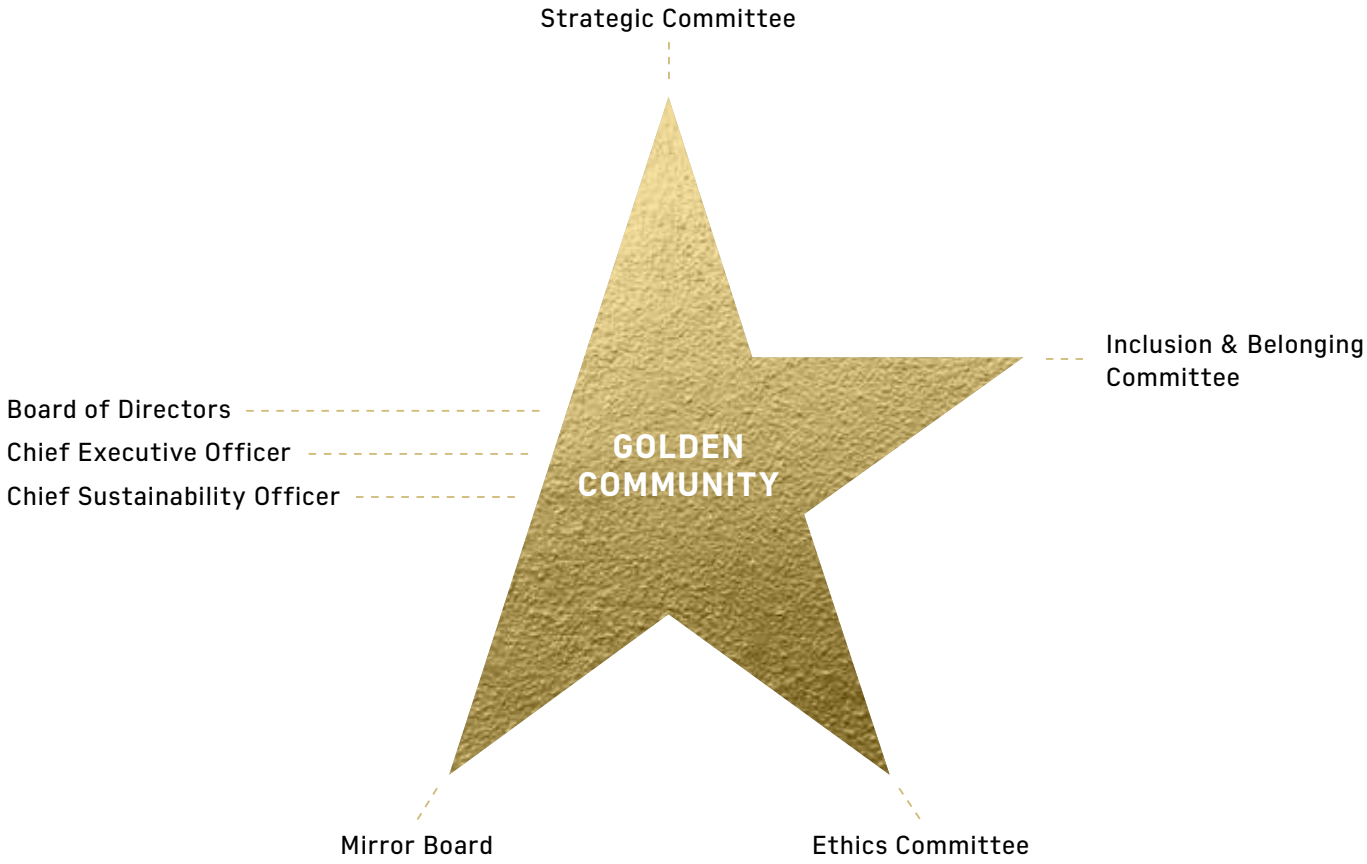 Strategic Committee
Inclusion & Belonging
Committee
Board of Directors
Chief Executive Officer
Chief Sustainability Officer
GOLDEN
COMMUNITY
Mirror Board
Ethics Committee